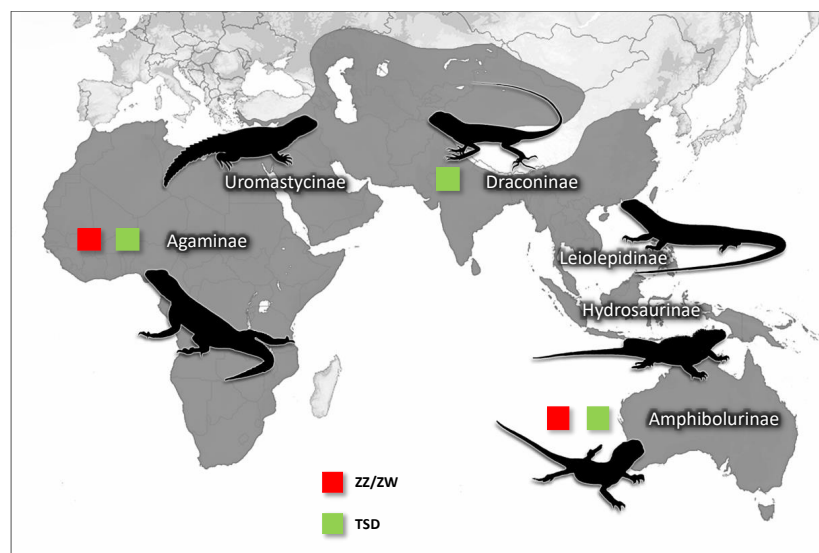 Uromastycinae
Draconinae
Agaminae
Leiolepidinae
Hydrosaurinae
Amphibolurinae
ZZ/ZW
TSD